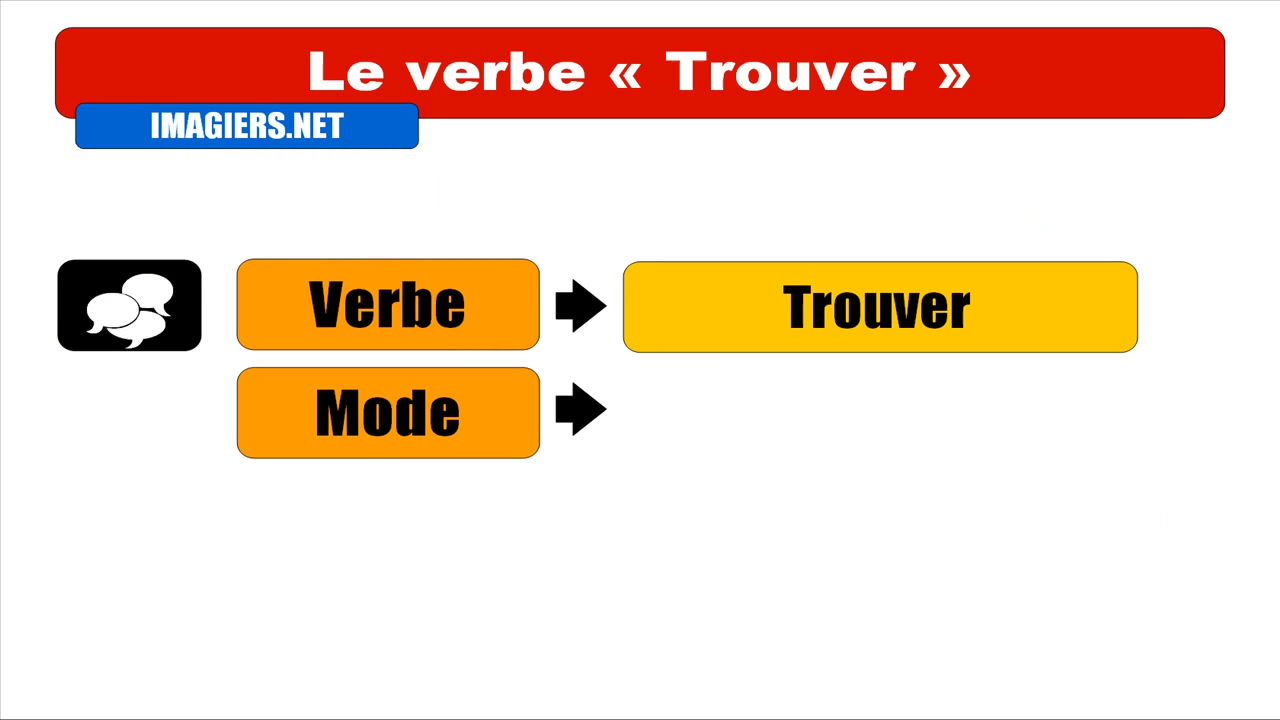 Le verbe « Trouver »
IMAGIERS.NET
Verbe
Trouver
Mode